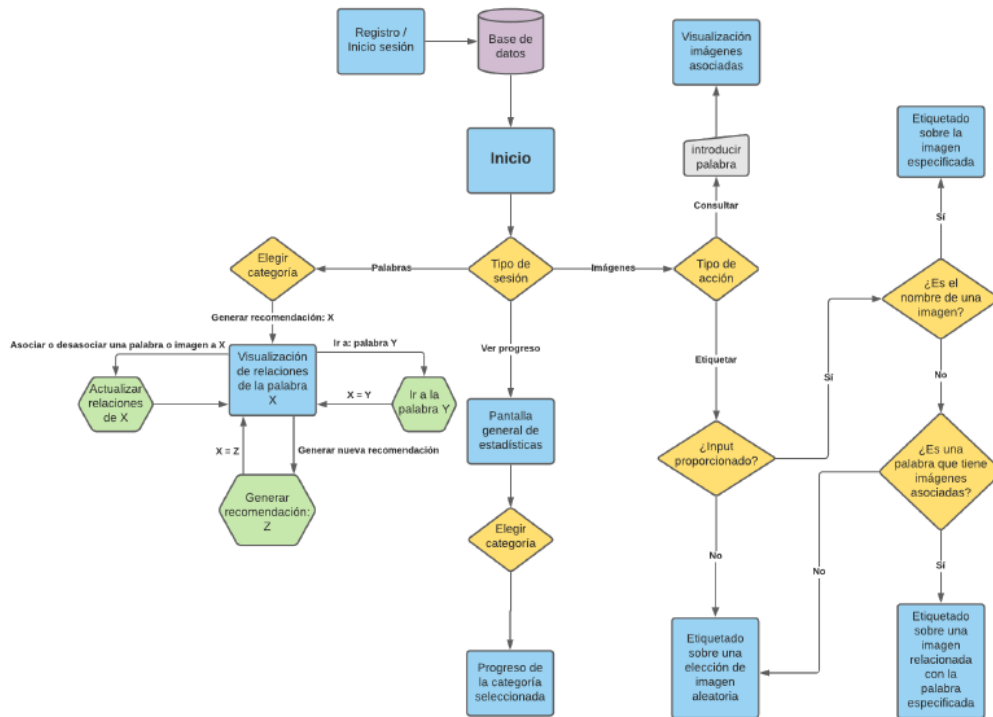 Registro /
Inicio sesión
Base de
datos
Visualización
imágenes
asociadas
Inicio
introducir
palabra
Etiquetado
sobre la
imagen
especificada
Consultar
Sí
Elegir
categoría
Palabras
Tipo de
sesión
Imágenes
Tipo de
acción
¿Es el
nombre de una
imagen?
Generar recomendación: X
Asociar o desasociar una palabra o imagen a X
Visualización
de relaciones
de la palabra
X
Ir a: palabra Y
Ver progreso
Etiquetar
Sí
No
Actualizar
relaciones
de X
X = Y
Ir a la
palabra Y
Pantalla
general de
estadísticas
X = Z
Generar nueva recomendación
¿Input
proporcionado?
¿Es una
palabra que tiene
imágenes
asociadas?
Generar
recomendación:
Z
Elegir
categoría
No
No
Sí
Progreso de
la categoría
seleccionada
Etiquetado
sobre una
elección de
imagen
aleatoria
Etiquetado
sobre una
imagen
relacionada
con la
palabra
especificada